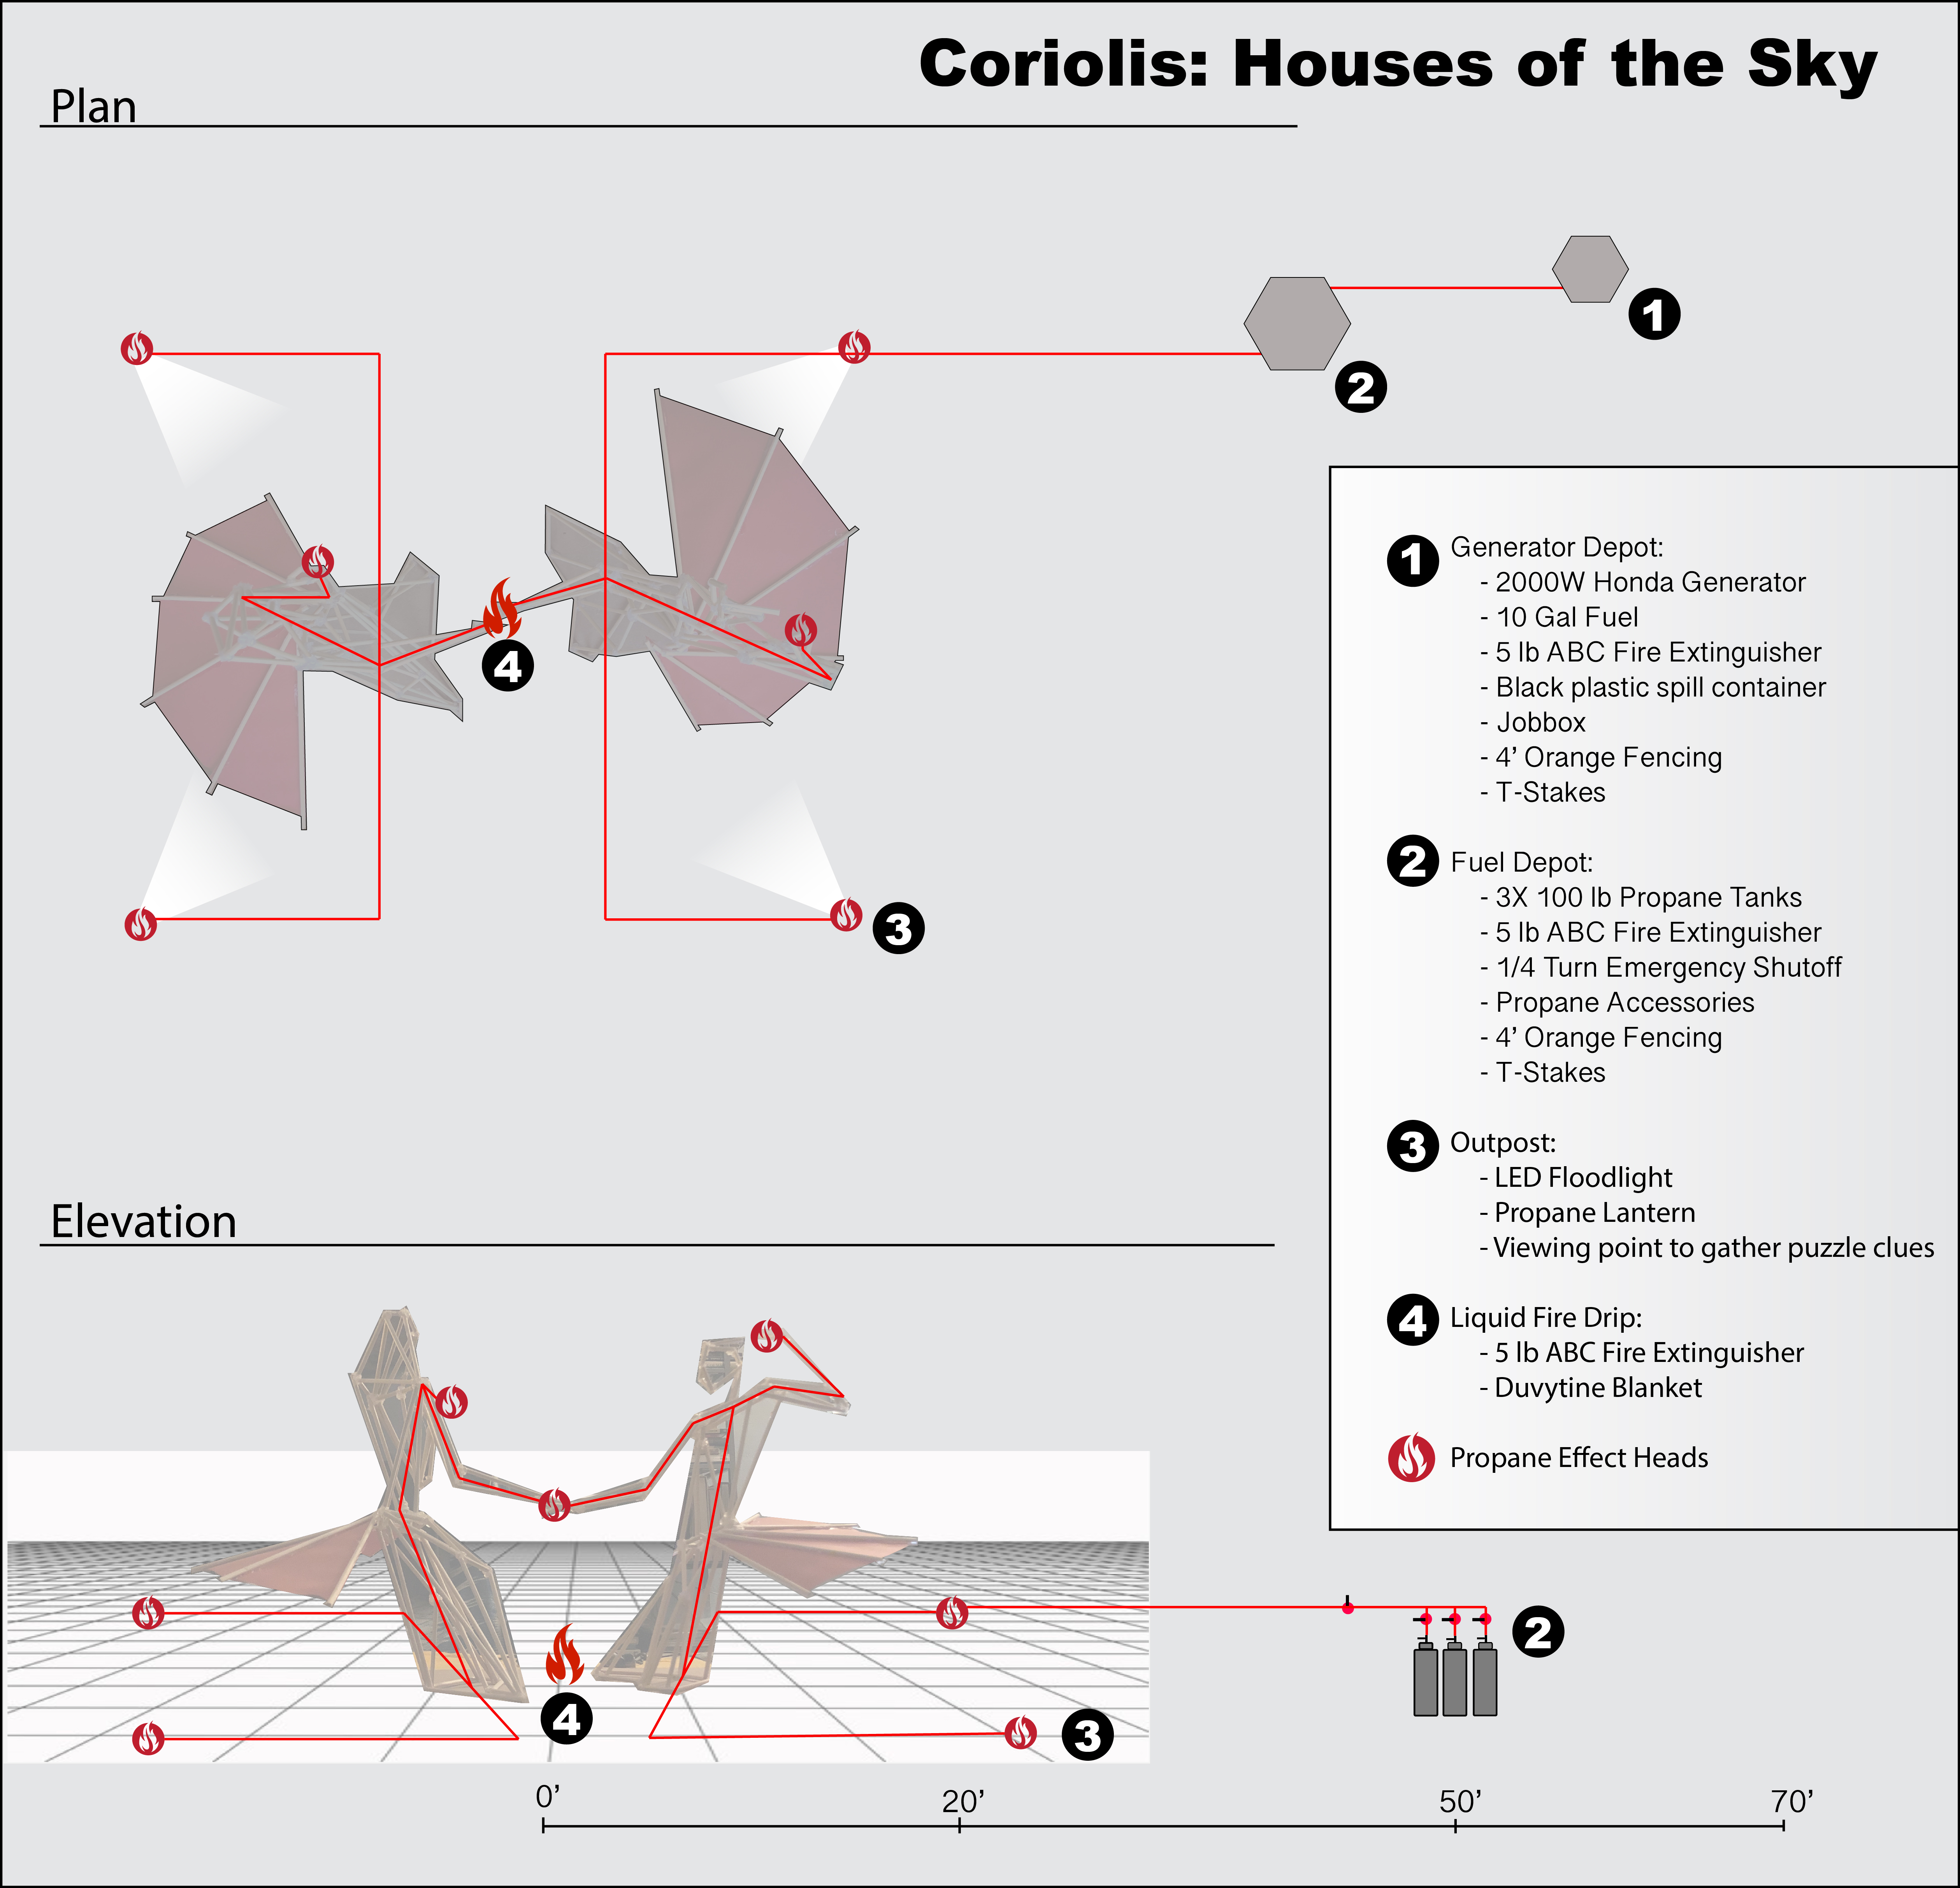 Coriolis: Houses of the Sky
Plan
1
2
4
3
1 Generator Depot:
- 2000W Honda Generator
- 10 Gal Fuel
- 5 lb ABC Fire Extinguisher
- Black plastic spill container
- Jobbox
- 4’ Orange Fencing
- T-Stakes
2 Fuel Depot:
- 3X 100 lb Propane Tanks
- 5 lb ABC Fire Extinguisher
- 1/4 Turn Emergency Shutoff
- Propane Accessories
- 4’ Orange Fencing
- T-Stakes
3 Outpost:
- LED Floodlight
- Propane Lantern
- Viewing point to gather puzzle clues
4 Liquid Fire Drip:
- 5 lb ABC Fire Extinguisher
- Duvytine Blanket
Propane Effect Heads
Elevation
2
4
3
0’ 20’ 50’ 70’